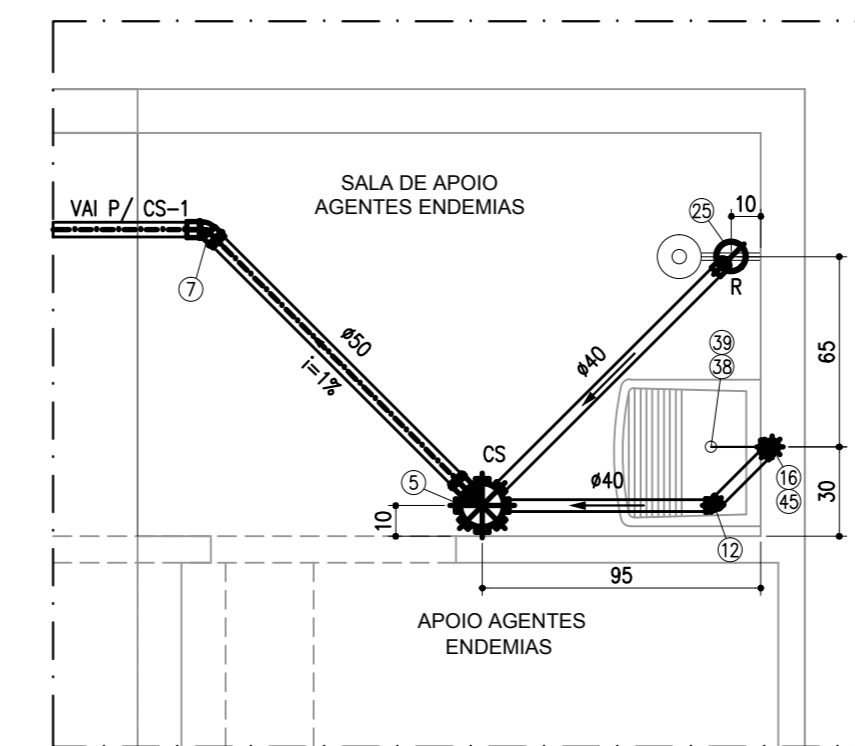 SALA DE APOIO
AGENTES ENDEMIAS
VAI P/ CS-1
25
10
R
7
ø50
i=1%
ø40
39
38
65
CS
5
ø40
16
45
30
10
12
95
APOIO AGENTES
ENDEMIAS